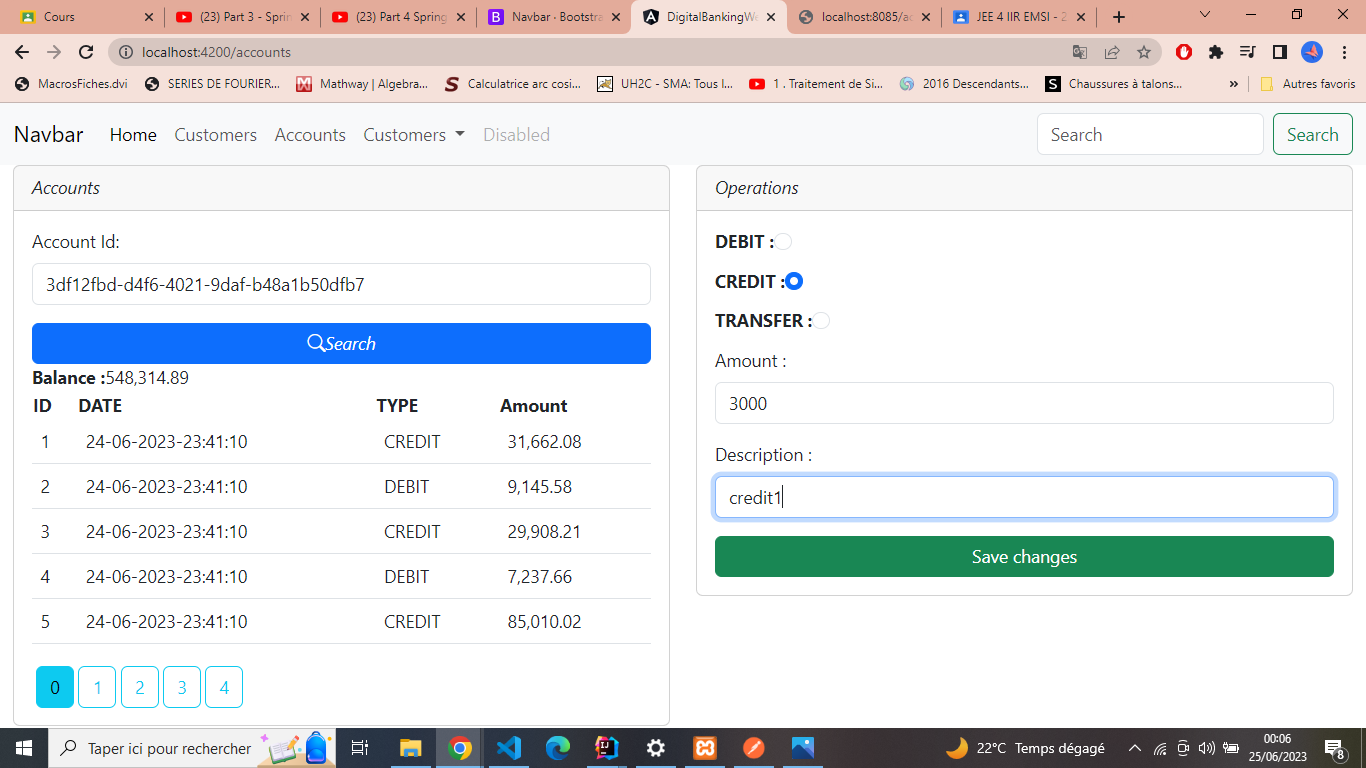 Cours
(23) Part 3 - Sprin
(23) Part 4 Spring
Navbar · Bootstra
DigitalBankingWe
localhost:8085/ac
JEE 4 IIR EMSI - 2
localhost:4200/accounts
MacrosFiches.dvi
SERIES DE FOURIER...
Mathway | Algebra...
Calculatrice arc cosi...
UH2C - SMA: Tous l...
1 . Traitement de Si...
2016 Descendants...
Chaussures à talons...
»
Autres favoris
Navbar Home Customers Accounts Customers Disabled Search Search
Accounts
Account Id:
3df12fbd-d4f6-4021-9daf-b48a1b50dfb7
Search
Balance :548,314.89
ID DATE TYPE Amount
1 24-06-2023-23:41:10 CREDIT 31,662.08
2 24-06-2023-23:41:10 DEBIT 9,145.58
3 24-06-2023-23:41:10 CREDIT 29,908.21
4 24-06-2023-23:41:10 DEBIT 7,237.66
5 24-06-2023-23:41:10 CREDIT 85,010.02
0 1 2 3 4
Operations
DEBIT :
CREDIT :
TRANSFER :
Amount :
3000
Description :
credit1
Save changes
Taper ici pour rechercher
22°C Temps dégagé
00:06
25/06/2023
8